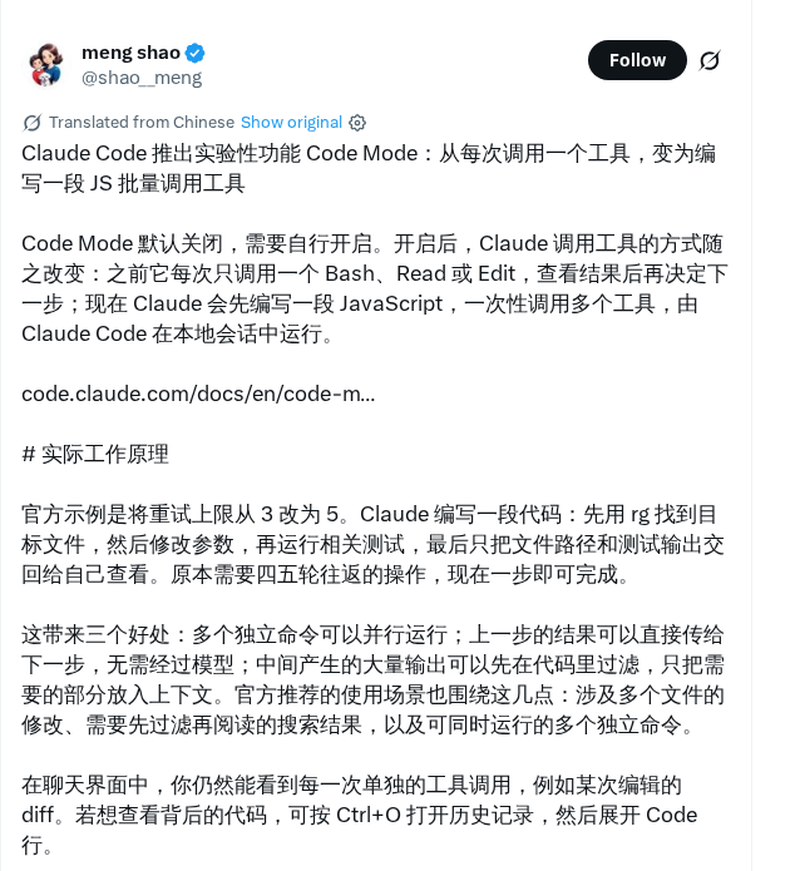 meng shao
@shao__meng
Follow
Translated from Chinese Show original
Claude Code 推出实验性功能 Code Mode：从每次调用一个工具，变为编
写一段 JS 批量调用工具
Code Mode 默认关闭，需要自行开启。开启后，Claude 调用工具的方式随
之改变：之前它每次只调用一个 Bash、Read 或 Edit，查看结果后再决定下
一步；现在 Claude 会先编写一段 JavaScript，一次性调用多个工具，由
Claude Code 在本地会话中运行。
code.claude.com/docs/en/code-m…
# 实际工作原理
官方示例是将重试上限从 3 改为 5。Claude 编写一段代码：先用 rg 找到目
标文件，然后修改参数，再运行相关测试，最后只把文件路径和测试输出交
回给自己查看。原本需要四五轮往返的操作，现在一步即可完成。
这带来三个好处：多个独立命令可以并行运行；上一步的结果可以直接传给
下一步，无需经过模型；中间产生的大量输出可以先在代码里过滤，只把需
要的部分放入上下文。官方推荐的使用场景也围绕这几点：涉及多个文件的
修改、需要先过滤再阅读的搜索结果，以及可同时运行的多个独立命令。
在聊天界面中，你仍然能看到每一次单独的工具调用，例如某次编辑的
diff。若想查看背后的代码，可按 Ctrl+O 打开历史记录，然后展开 Code
行。